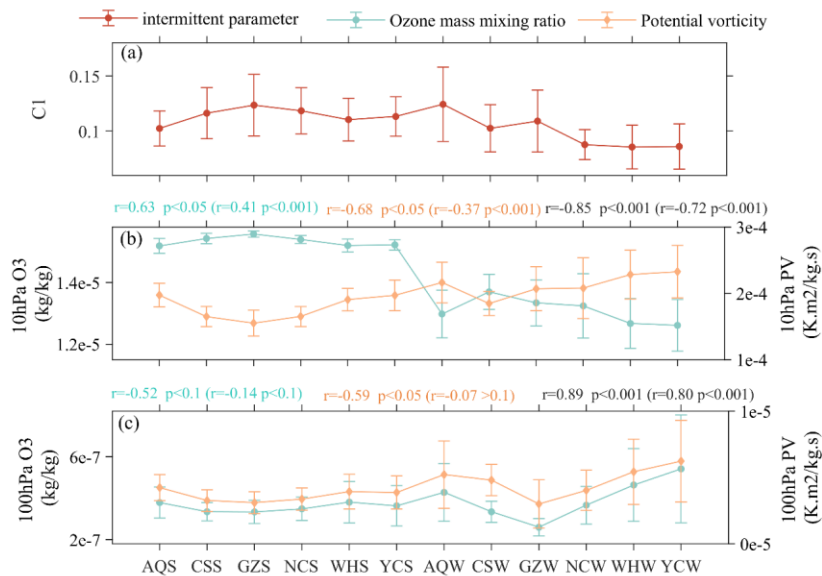 intermittent parameter Ozone mass mixing ratio Potential vorticity
(a)
C1
0.15
0.1
r=0.63 p<0.05 (r=0.41 p<0.001) r=-0.68 p<0.05 (r=-0.37 p<0.001) r=-0.85 p<0.001 (r=-0.72 p<0.001)
(b)
10hPa O3
(kg/kg)
1.4e-5
1.2e-5
3e-4
2e-4
1e-4
10hPa PV
(K.m2/kg.s)
r=-0.52 p<0.1 (r=-0.14 p<0.1) r=-0.59 p<0.05 (r=-0.07 >0.1) r=0.89 p<0.001 (r=0.80 p<0.001)
(c)
100hPa O3
(kg/kg)
6e-7
2e-7
1e-5
0e-5
100hPa PV
(K.m2/kg.s)
AQS CSS GZS NCS WHS YCS AQW CSW GZW NCW WHW YCW